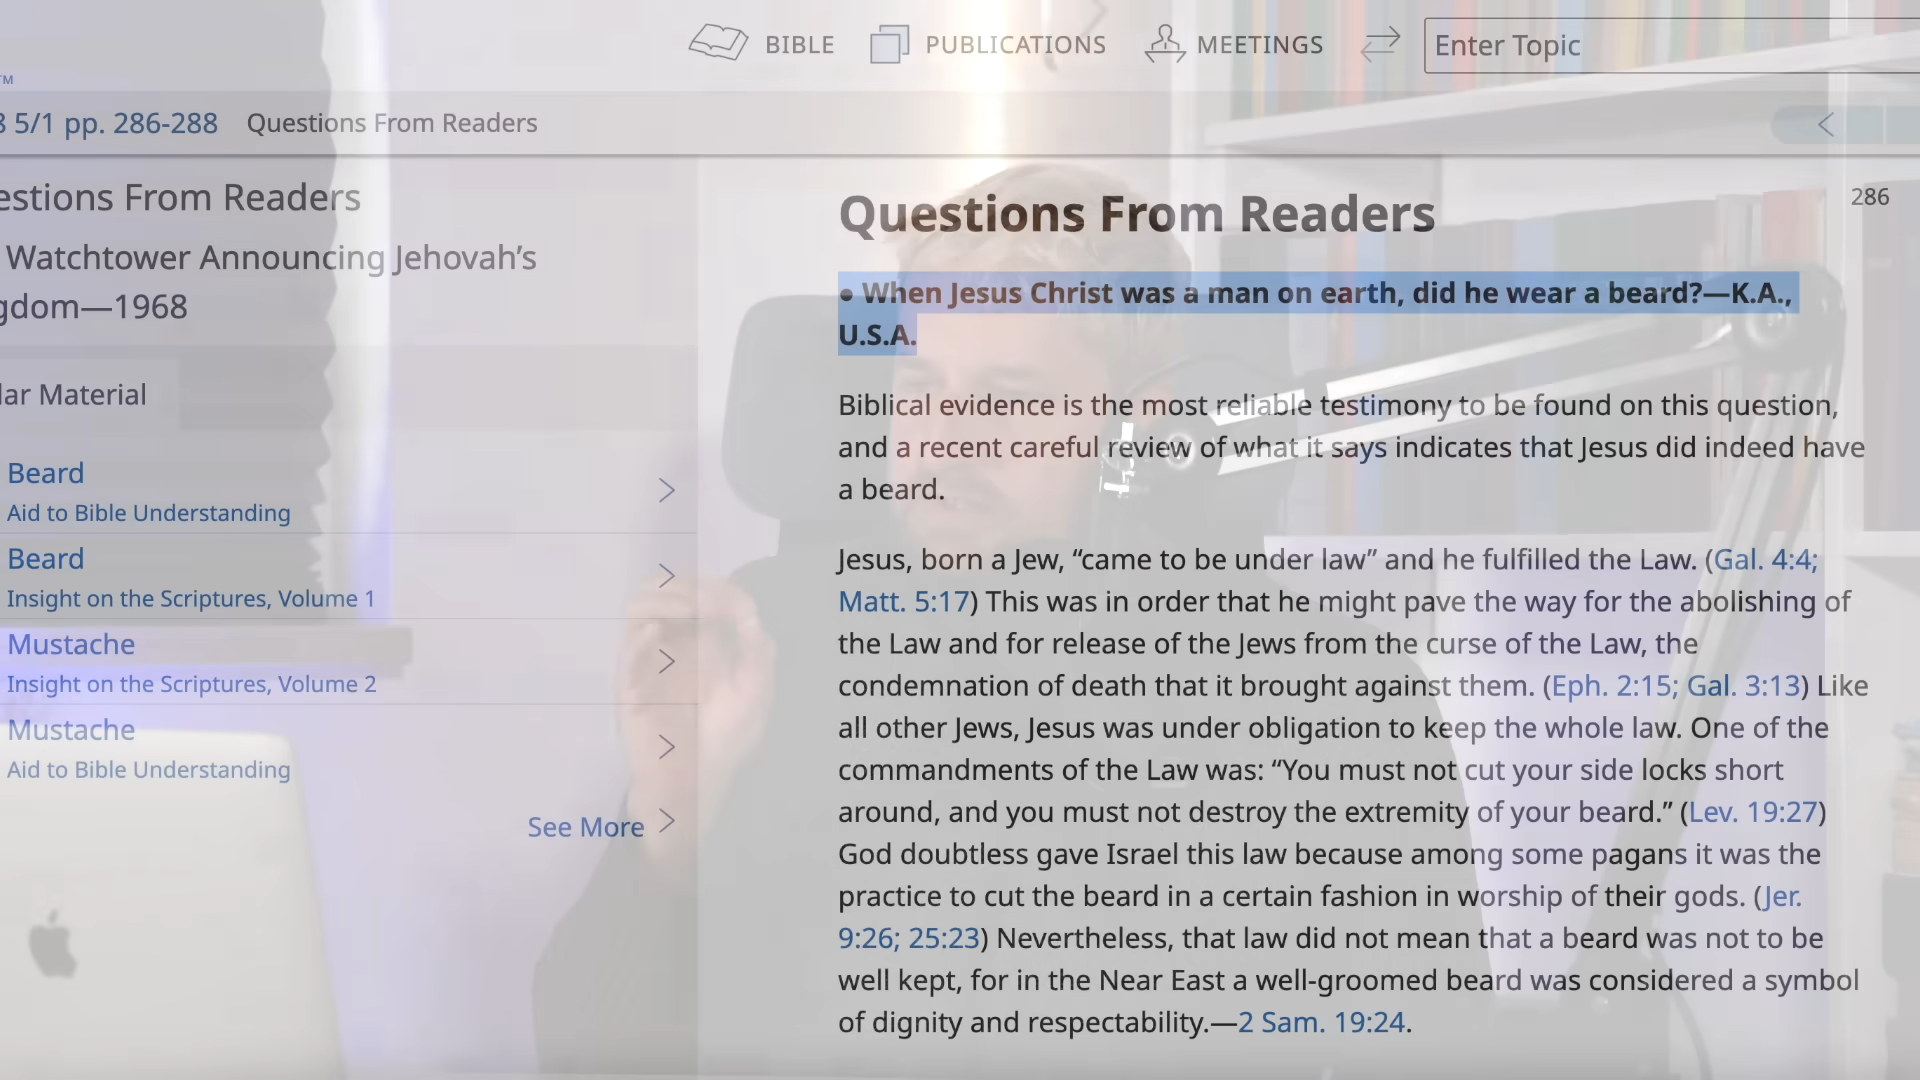 BIBLE
PUBLICATIONS
MEETINGS
Enter Topic
TM
8 5/1 pp. 286-288
Questions From Readers
estions From Readers
Watchtower Announcing Jehovah’s
gdom—1968
lar Material
Beard
Aid to Bible Understanding
Beard
Insight on the Scriptures, Volume 1
Mustache
Insight on the Scriptures, Volume 2
Mustache
Aid to Bible Understanding
See More
Questions From Readers
286
● When Jesus Christ was a man on earth, did he wear a beard?—K.A.,
U.S.A.
Biblical evidence is the most reliable testimony to be found on this question,
and a recent careful review of what it says indicates that Jesus did indeed have
a beard.
Jesus, born a Jew, “came to be under law” and he fulfilled the Law. (Gal. 4:4;
Matt. 5:17) This was in order that he might pave the way for the abolishing of
the Law and for release of the Jews from the curse of the Law, the
condemnation of death that it brought against them. (Eph. 2:15; Gal. 3:13) Like
all other Jews, Jesus was under obligation to keep the whole law. One of the
commandments of the Law was: “You must not cut your side locks short
around, and you must not destroy the extremity of your beard.” (Lev. 19:27)
God doubtless gave Israel this law because among some pagans it was the
practice to cut the beard in a certain fashion in worship of their gods. (Jer.
9:26; 25:23) Nevertheless, that law did not mean that a beard was not to be
well kept, for in the Near East a well-groomed beard was considered a symbol
of dignity and respectability.—2 Sam. 19:24.